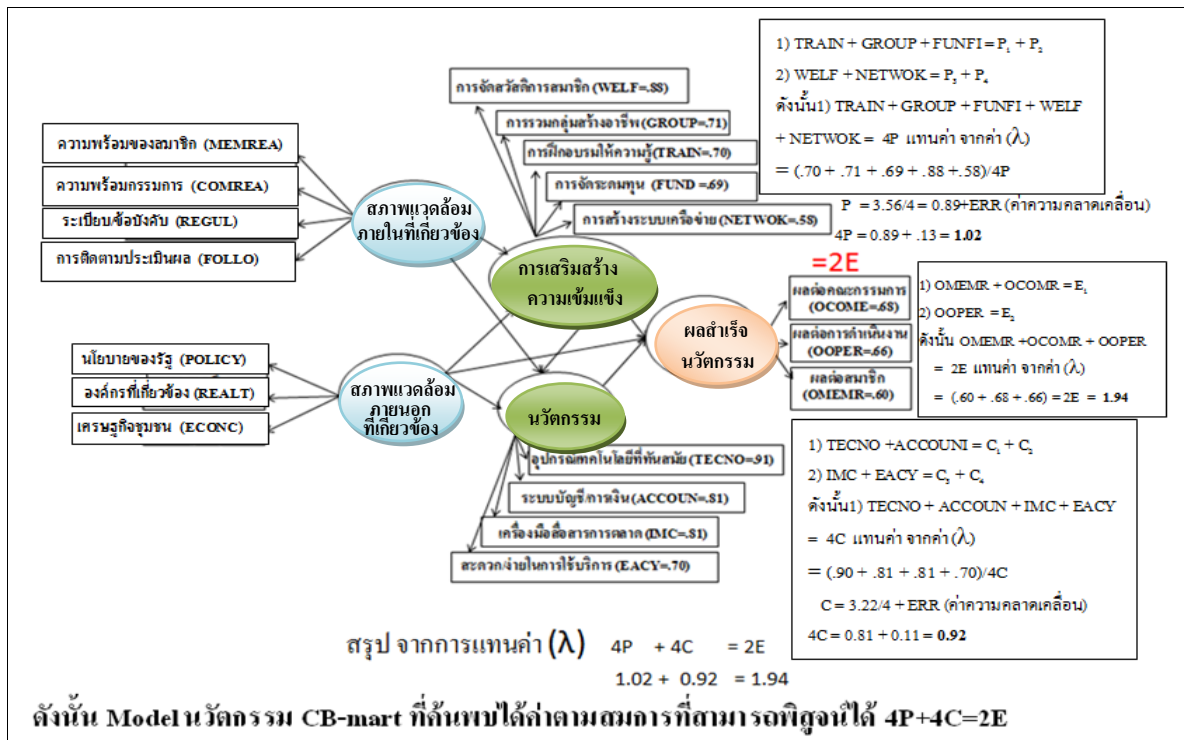 ความพร้อมของสมาชิก (MEMREA)
ความพร้อมกรรมการ (COMREA)
ระเบียบ/ข้อบังคับ (REGUL)
การติดตามประเมินผล (FOLLO)
สภาพแวดล้อม
ภายในที่เกี่ยวข้อง
นโยบายของรัฐ (POLICY)
องค์กรที่เกี่ยวข้อง (REALT)
เศรษฐกิจชุมชน (ECONC)
สภาพแวดล้อม
ภายนอก
ที่เกี่ยวข้อง
การจัดสวัสดิการสมาชิก (WELF=.88)
การรวมกลุ่มสร้างอาชีพ (GROUP=.71)
การฝึกอบรมให้ความรู้(TRAIN=.70)
การจัดระดมทุน (FUND =.69)
การสร้างระบบเครือข่าย (NETWOK=.58)
การเสริมสร้าง
ความเข้มแข็ง
นวัตกรรม
อุปกรณ์เทคโนโลยีที่ทันสมัย (TECNO=.91)
ระบบบัญชี/การเงิน (ACCOUN=.81)
เครื่องมือสื่อสารการตลาด (IMC=.81)
สะดวก/ง่ายในการใช้บริการ (EACY=.70)
ผลสำเร็จ
นวัตกรรม
ผลต่อคณะกรรมการ
(OCOME=.68)
ผลต่อการดำเนินงาน
(OOPER=.66)
ผลต่อสมาชิก
(OMEMR=.60)
1) TRAIN + GROUP + FUNFI = P₁ + P₂
2) WELF + NETWOK = P₃ + P₄
ดังนั้น1) TRAIN + GROUP + FUNFI + WELF
+ NETWOK = 4P แทนค่า จากค่า (λ)
= (.70 + .71 + .69 + .88 + .58)/4P
P = 3.56/4 = 0.89+ERR (ค่าความคลาดเคลื่อน)
4P = 0.89 + .13 = 1.02
=2E
1) OMEMR + OCOMR = E₁
2) OOPER = E₂
ดังนั้น OMEMR +OCOMR + OOPER
= 2E แทนค่า จากค่า (λ)
= (.60 + .68 + .66) = 2E = 1.94
1) TECNO +ACCOUNI = C₁ + C₂
2) IMC + EACY = C₃ + C₄
ดังนั้น1) TECNO + ACCOUN + IMC + EACY
= 4C แทนค่า จากค่า (λ)
= (.90 + .81 + .81 + .70)/4C
C = 3.22/4 + ERR (ค่าความคลาดเคลื่อน)
4C = 0.81 + 0.11 = 0.92
สรุป จากการแทนค่า (λ) 4P + 4C = 2E
1.02 + 0.92 = 1.94
ดังนั้น Model นวัตกรรม CB-mart ที่ค้นพบได้ค่าตามสมการที่สามารถพิสูจน์ได้ 4P+4C=2E